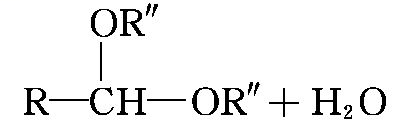 OR″
R—CH—OR″ + H₂O